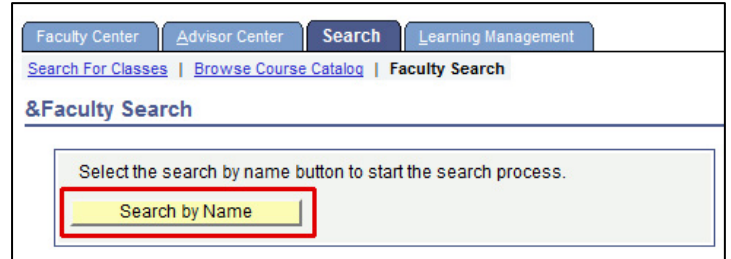 Faculty Center Advisor Center Search Learning Management
Search For Classes | Browse Course Catalog | Faculty Search
&Faculty Search
Select the search by name button to start the search process.
Search by Name